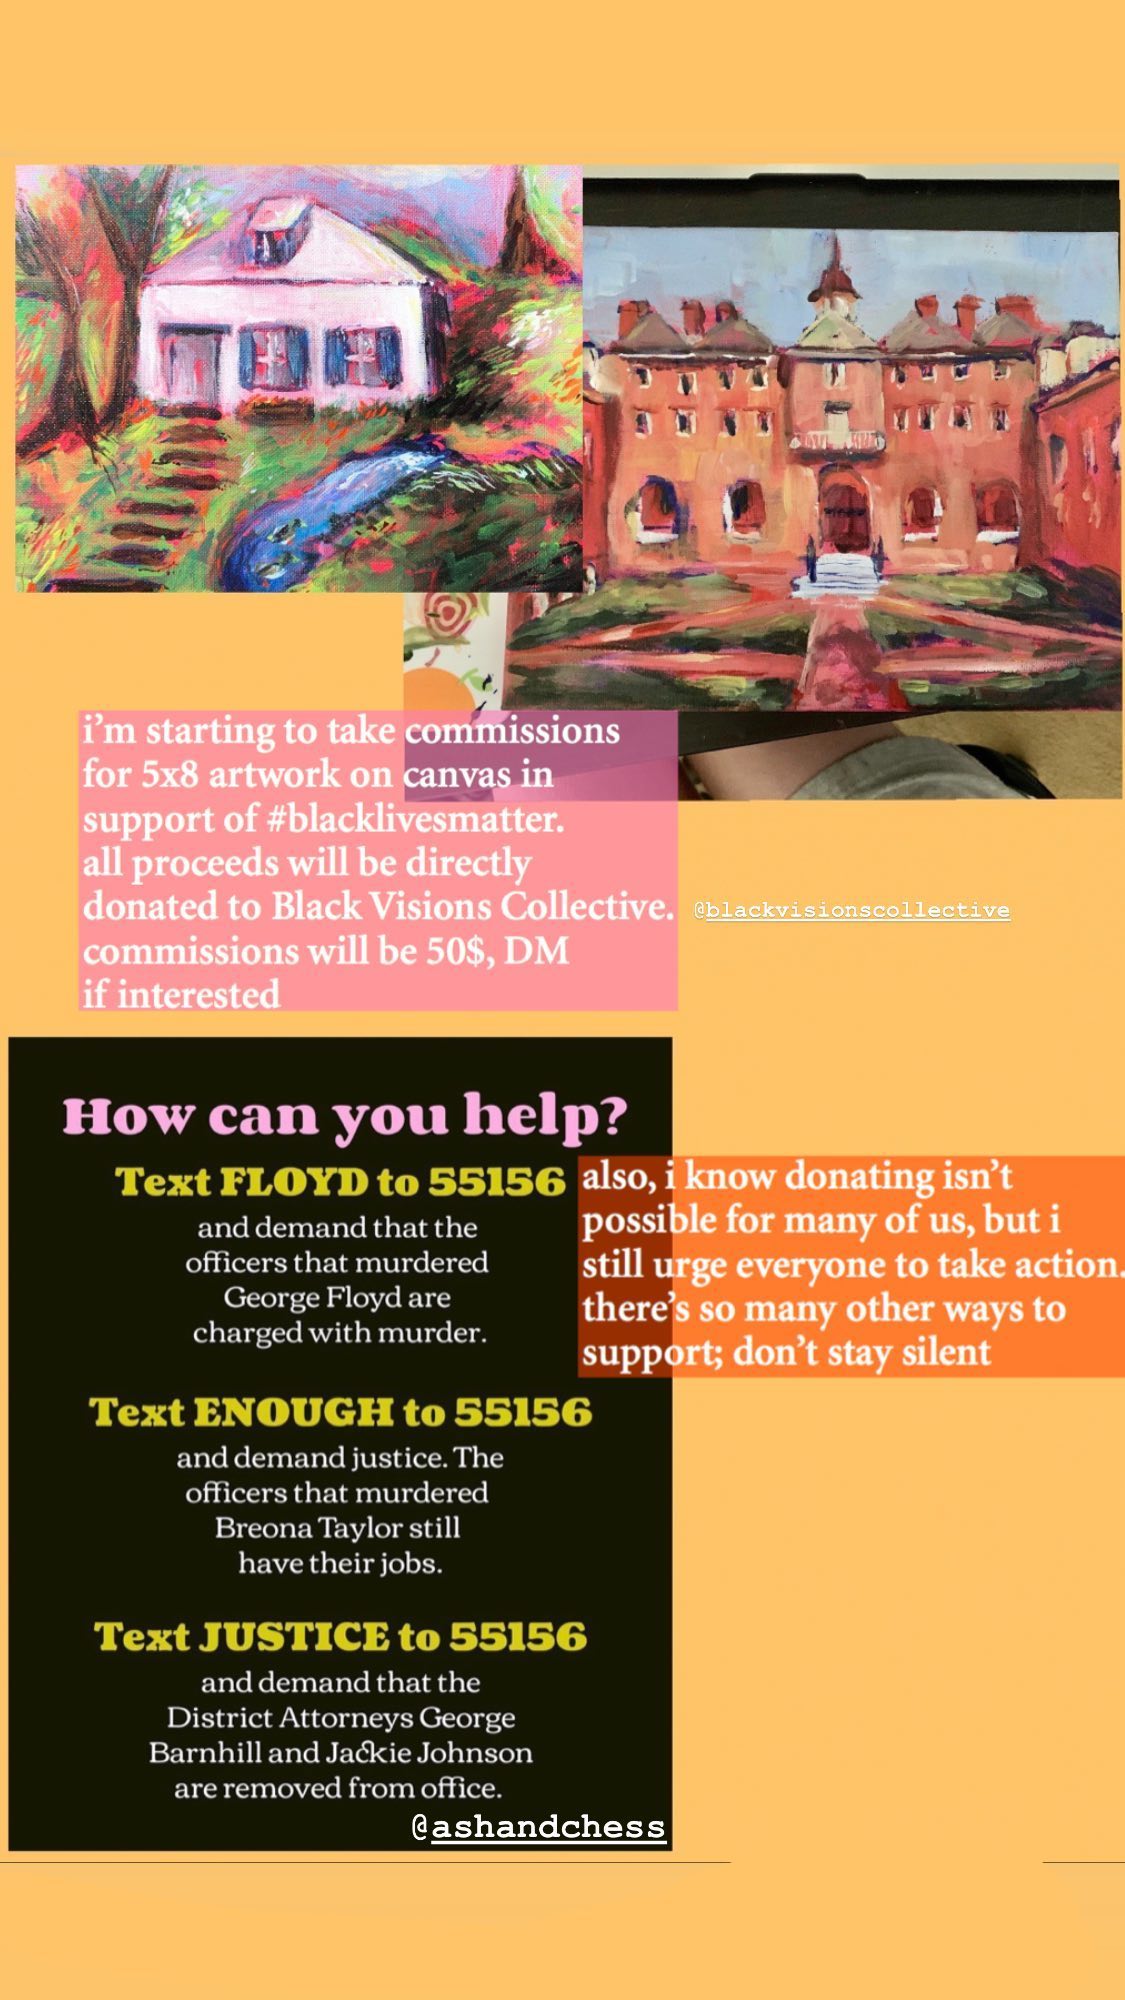 i'm starting to take commissions
for 5x8 artwork on canvas in
support of #blacklivesmatter.
all proceeds will be directly
donated to Black Visions Collective.
commissions will be 50$, DM
if interested
@blackvisionscollective
How can you help?
Text FLOYD to 55156
and demand that the
officers that murdered
George Floyd are
charged with murder.
Text ENOUGH to 55156
and demand justice. The
officers that murdered
Breona Taylor still
have their jobs.
Text JUSTICE to 55156
and demand that the
District Attorneys George
Barnhill and Jackie Johnson
are removed from office.
@ashandchess
also, i know donating isn't
possible for many of us, but i
still urge everyone to take action.
there's so many other ways to
support; don't stay silent